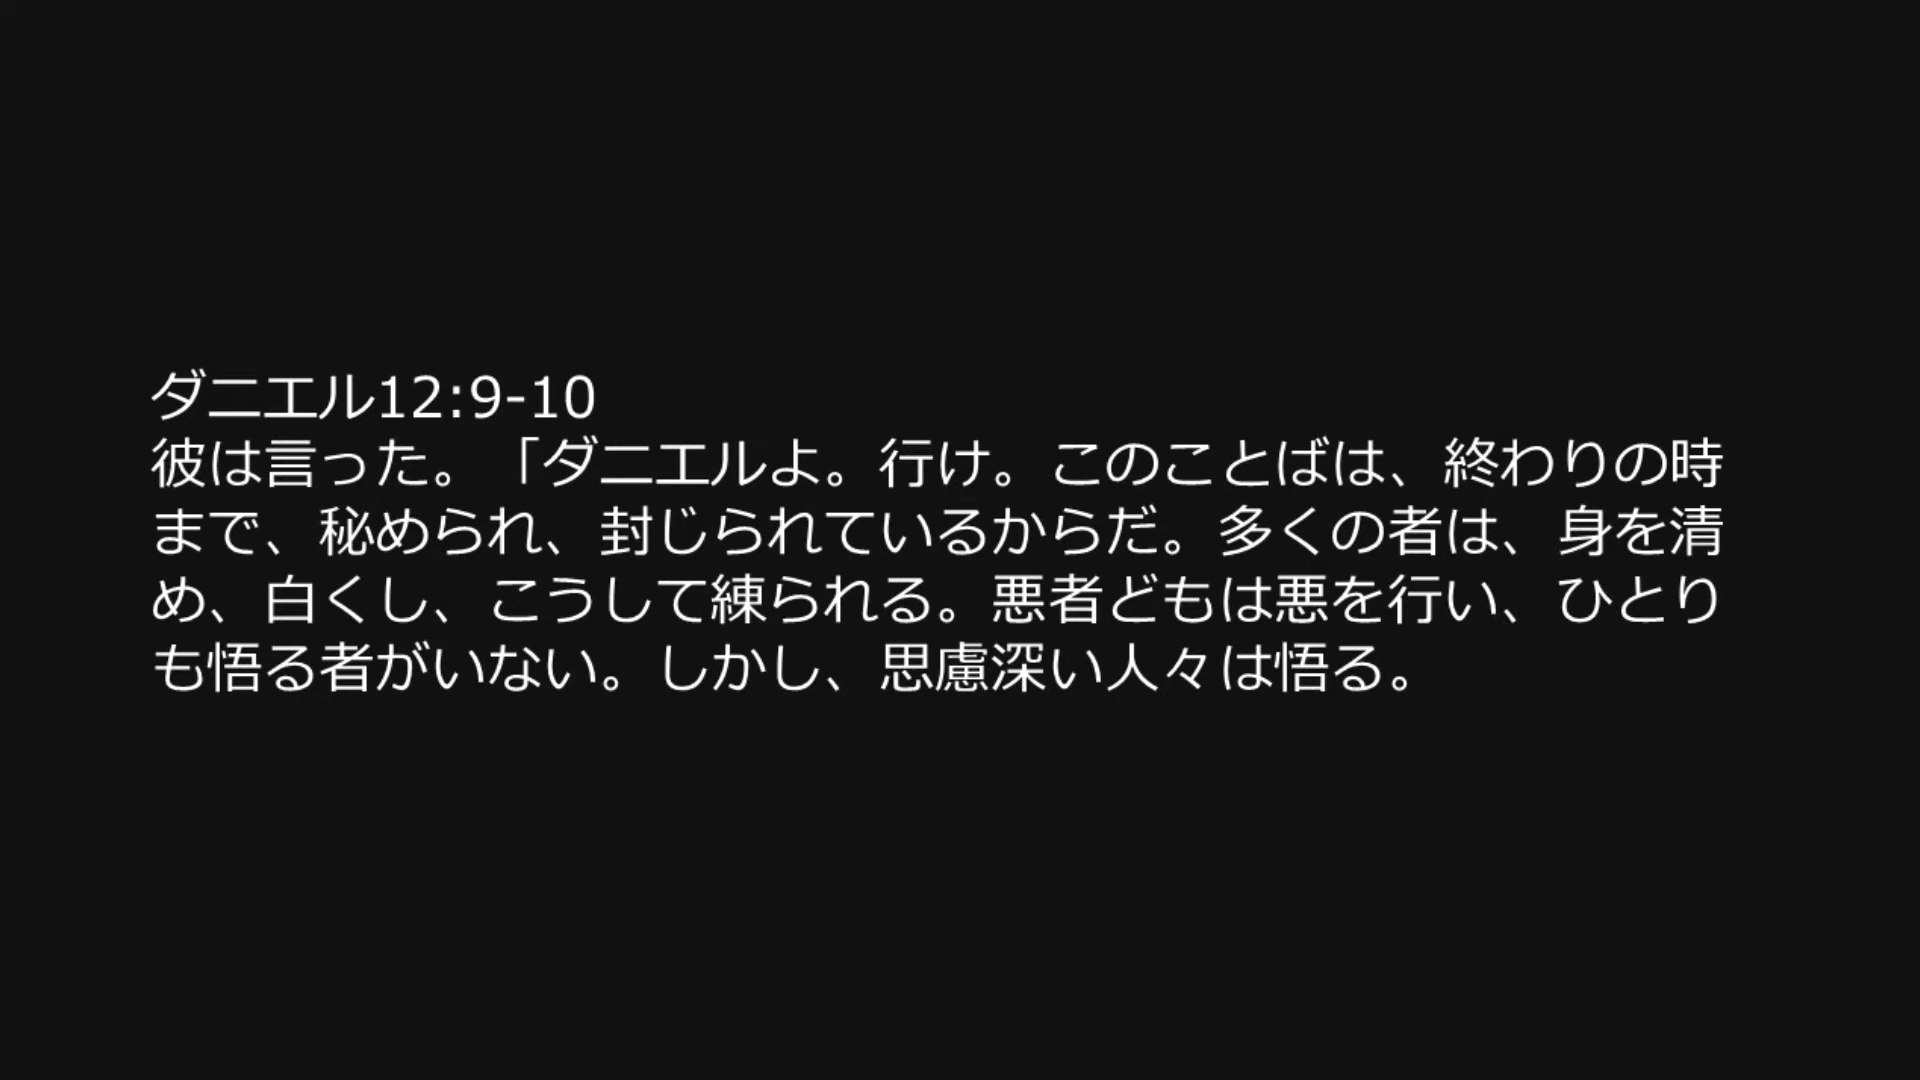 ダニエル12:9-10
彼は言った。「ダニエルよ。行け。このことばは、終わりの時
まで、秘められ、封じられているからだ。多くの者は、身を清
め、白くし、こうして練られる。悪者どもは悪を行い、ひとり
も悟る者がいない。しかし、思慮深い人々は悟る。